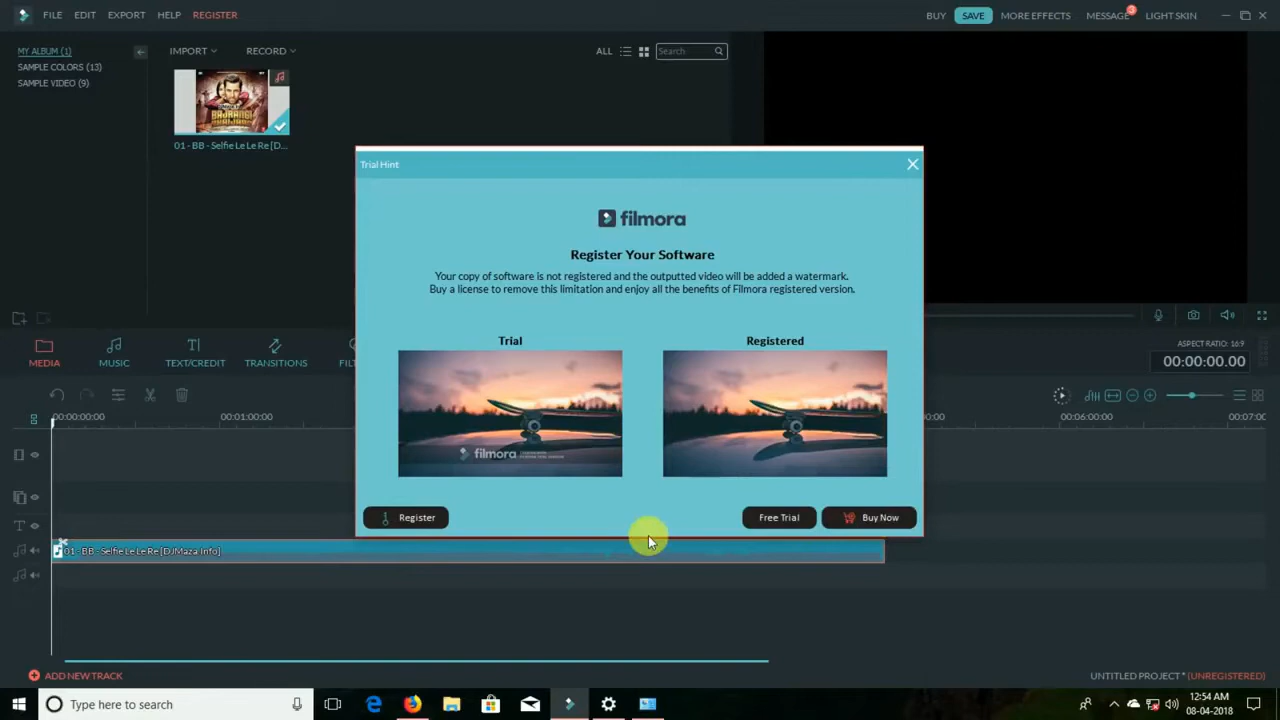 FILE EDIT EXPORT HELP REGISTER
BUY SAVE MORE EFFECTS MESSAGE 3 LIGHT SKIN
MY ALBUM (1)
SAMPLE COLORS (13)
SAMPLE VIDEO (9)
IMPORT RECORD
ALL Search
BAJRANGI
01 - BB - Selfie Le Le Re [D...
Trial Hint
filmora
Register Your Software
Your copy of software is not registered and the outputted video will be added a watermark.
Buy a license to remove this limitation and enjoy all the benefits of Filmora registered version.
Trial Registered
filmora
Register Free Trial Buy Now
MEDIA MUSIC TEXT/CREDIT TRANSITIONS FILT
ASPECT RATIO: 16:9
00:00:00.00
00:00:00:00 00:01:00:00 00:00 00:06:00:00 00:07:0
01 - BB - Selfie Le Le Re [DJMaza Info]
ADD NEW TRACK
UNTITLED PROJECT * (UNREGISTERED)
Type here to search
12:54 AM
08-04-2018